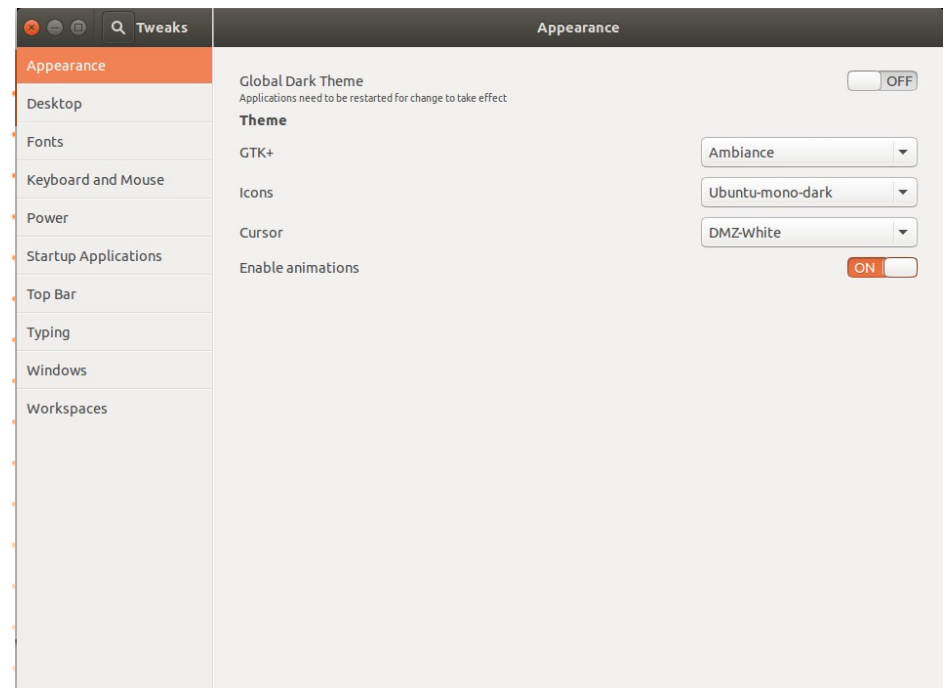 Tweaks
Appearance
Appearance
Desktop
Fonts
Keyboard and Mouse
Power
Startup Applications
Top Bar
Typing
Windows
Workspaces
Global Dark Theme OFF
Applications need to be restarted for change to take effect
Theme
GTK+ Ambiance
Icons Ubuntu-mono-dark
Cursor DMZ-White
Enable animations ON